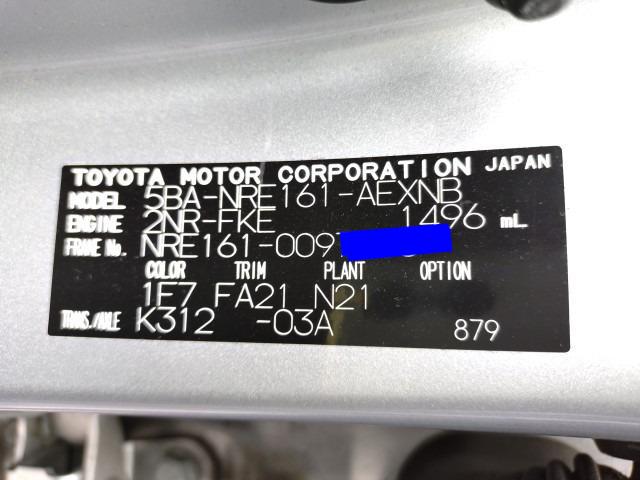 TOYOTA MOTOR CORPORATION JAPAN
MODEL 5BA-NRE161-AEXNB
ENGINE 2NR-FKE 1496 mL
FRAME No. NRE161-009
COLOR TRIM PLANT OPTION
1F7 FA21 N21
TRANS./AXLE K312 -03A 879